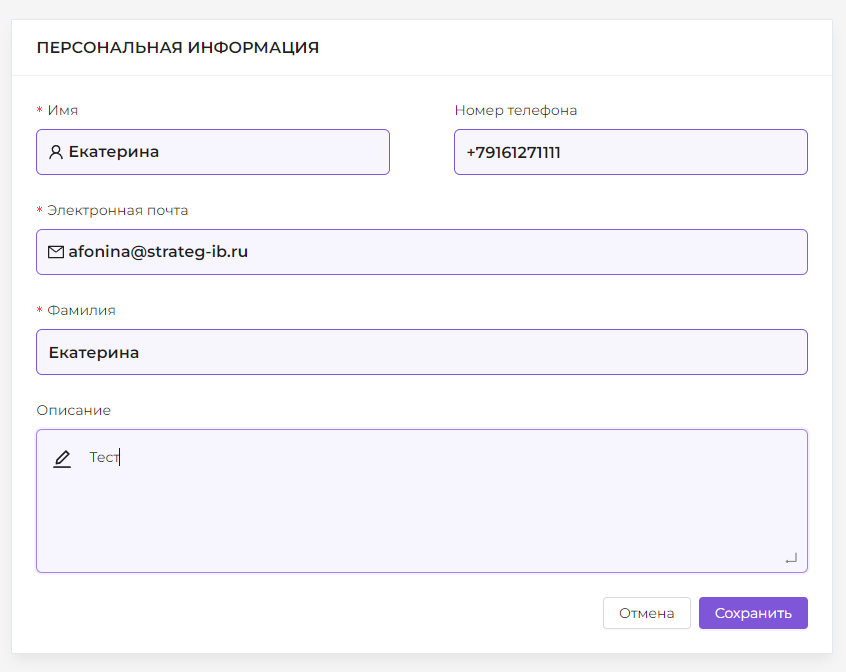 ПЕРСОНАЛЬНАЯ ИНФОРМАЦИЯ
* Имя
Номер телефона
Екатерина
+79161271111
* Электронная почта
afonina@strateg-ib.ru
* Фамилия
Екатерина
Описание
Тест
Отмена
Сохранить